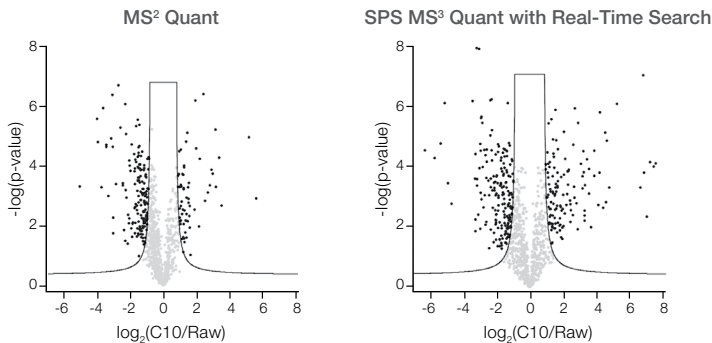 MS² Quant
8
6
4
2
0
-log(p-value)
-6 -4 -2 0 2 4 6 8
log₂(C10/Raw)
SPS MS³ Quant with Real-Time Search
8
6
4
2
0
-log(p-value)
-6 -4 -2 0 2 4 6 8
log₂(C10/Raw)